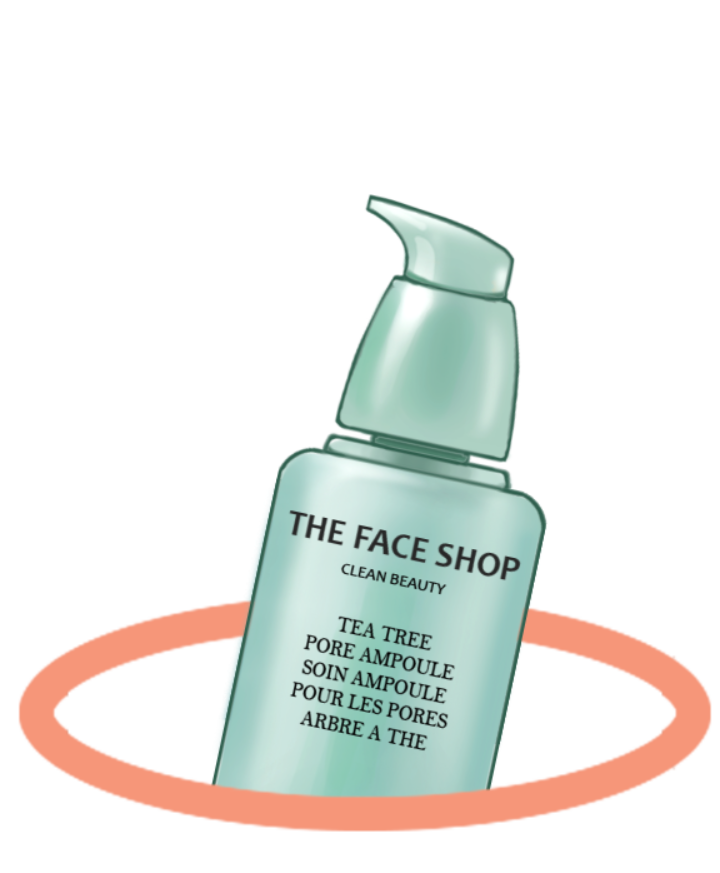 THE FACE SHOP
CLEAN BEAUTY
TEA TREE
PORE AMPOULE
SOIN AMPOULE
POUR LES PORES
ARBRE A THE